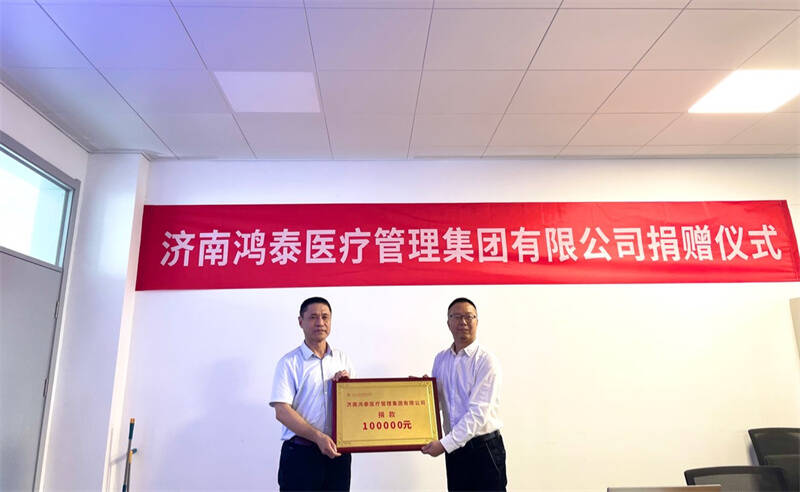 济南鸿泰医疗管理集团有限公司捐赠仪式
济南鸿泰医疗管理集团有限公司
捐款
100000元